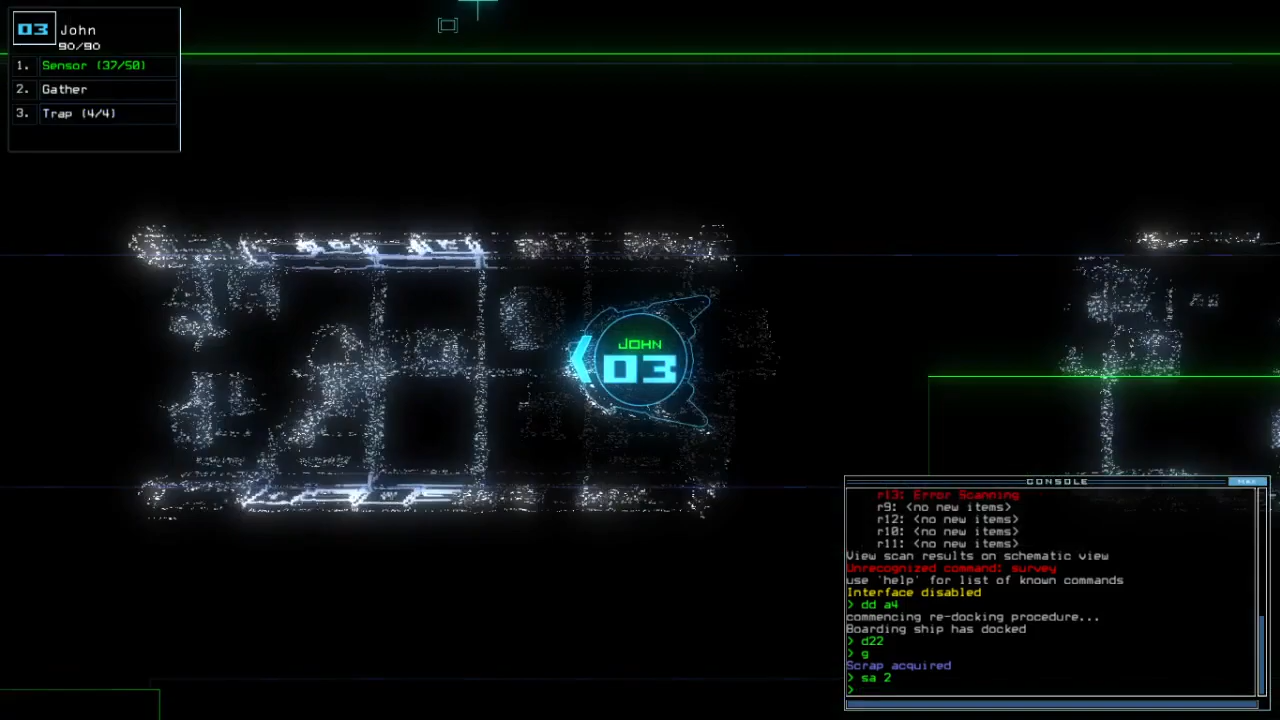 03 John
90/90
1. Sensor (37/50)
2. Gather
3. Trap (4/4)
JOHN
03
CONSOLE
r13: Error Scanning
r9: <no new items>
r12: <no new items>
r10: <no new items>
r11: <no new items>
View scan results on schematic view
Unrecognized command: survey
use 'help' for list of known commands
Interface disabled
> dd a4
commencing re-docking procedure...
Boarding ship has docked
> d22
> g
Scrap acquired
> sa 2
>